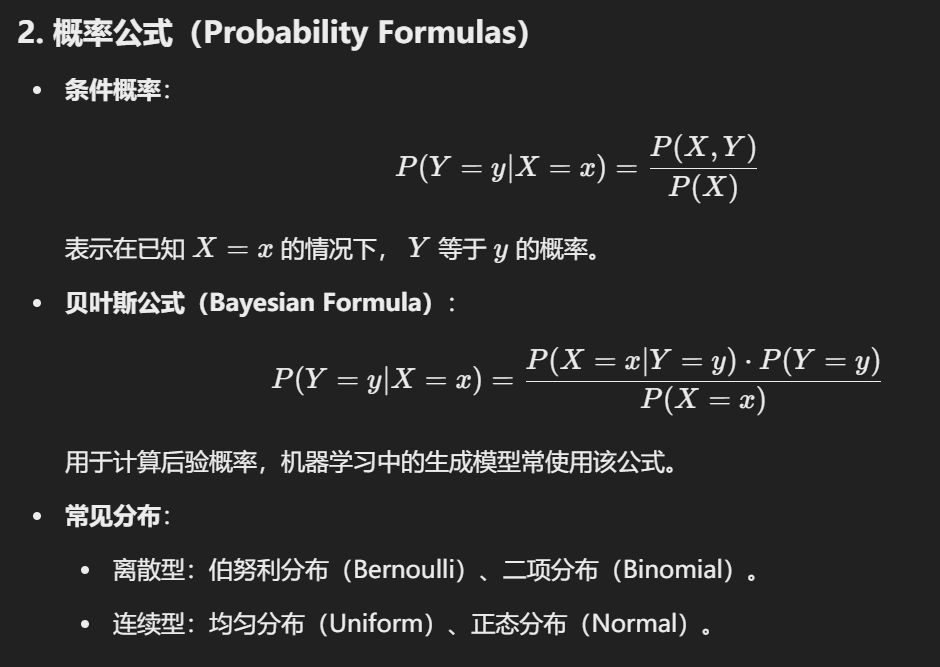 2. 概率公式（Probability Formulas）
• 条件概率：
P(Y = y|X = x) = \frac{P(X, Y)}{P(X)}
表示在已知 X = x 的情况下， Y 等于 y 的概率。
• 贝叶斯公式（Bayesian Formula）：
P(Y = y|X = x) = \frac{P(X = x|Y = y) · P(Y = y)}{P(X = x)}
用于计算后验概率，机器学习中的生成模型常使用该公式。
• 常见分布：
• 离散型：伯努利分布（Bernoulli）、二项分布（Binomial）。
• 连续型：均匀分布（Uniform）、正态分布（Normal）。